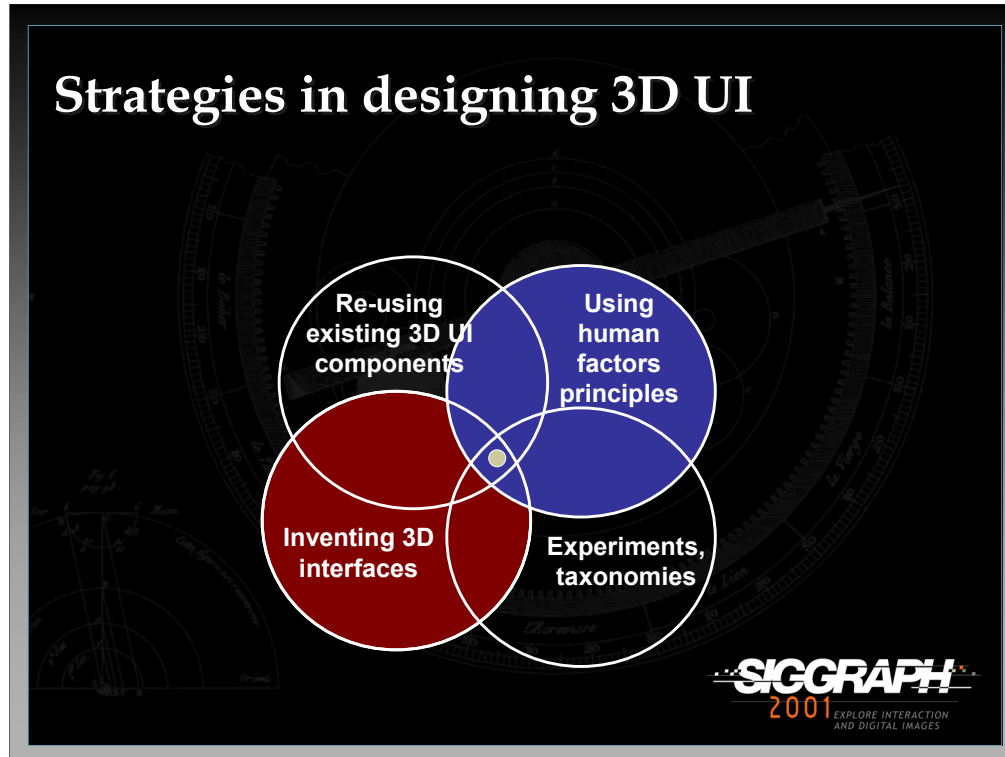 Strategies in designing 3D UI
Re-using
existing 3D UI
components
Using
human
factors
principles
Inventing 3D
interfaces
Experiments,
taxonomies
SIGGRAPH
2001 EXPLORE INTERACTION
AND DIGITAL IMAGES